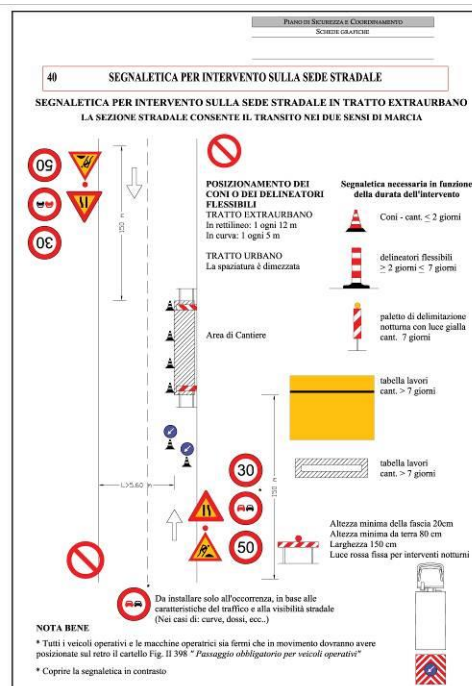 PIANO DI SICUREZZA E COORDINAMENTO
SCHEDE GRAFICHE
40 SEGNALETICA PER INTERVENTO SULLA SEDE STRADALE
SEGNALETICA PER INTERVENTO SULLA SEDE STRADALE IN TRATTO EXTRAURBANO
LA SEZIONE STRADALE CONSENTE IL TRANSITO NEI DUE SENSI DI MARCIA
50
30
150 m
POSIZIONAMENTO DEI
CONI O DEI DELINEATORI
FLESSIBILI
TRATTO EXTRAURBANO
In rettilineo: 1 ogni 12 m
In curva: 1 ogni 5 m
TRATTO URBANO
La spaziatura è dimezzata
Segnaletica necessaria in funzione
della durata dell'intervento
Coni - cant. ≤ 2 giorni
delineatori flessibili
≥ 2 giorni ≤ 7 giorni
paletto di delimitazione
notturna con luce gialla
cant. 7 giorni
Area di Cantiere
tabella lavori
cant. > 7 giorni
tabella lavori
cant. > 7 giorni
L>5.60 m
150 m
30
*
50
Altezza minima della fascia 20cm
Altezza minima da terra 80 cm
Larghezza 150 cm
Luce rossa fissa per interventi notturni
* Da installare solo all'occorrenza, in base alle
caratteristiche del traffico e alla visibilità stradale
(Nei casi di: curve, dossi, ecc..)
NOTA BENE
* Tutti i veicoli operativi e le macchine operatrici sia fermi che in movimento dovranno avere
posizionate sul retro il cartello Fig. II 398 " Passaggio obbligatorio per veicoli operativi"
* Coprire la segnaletica in contrasto